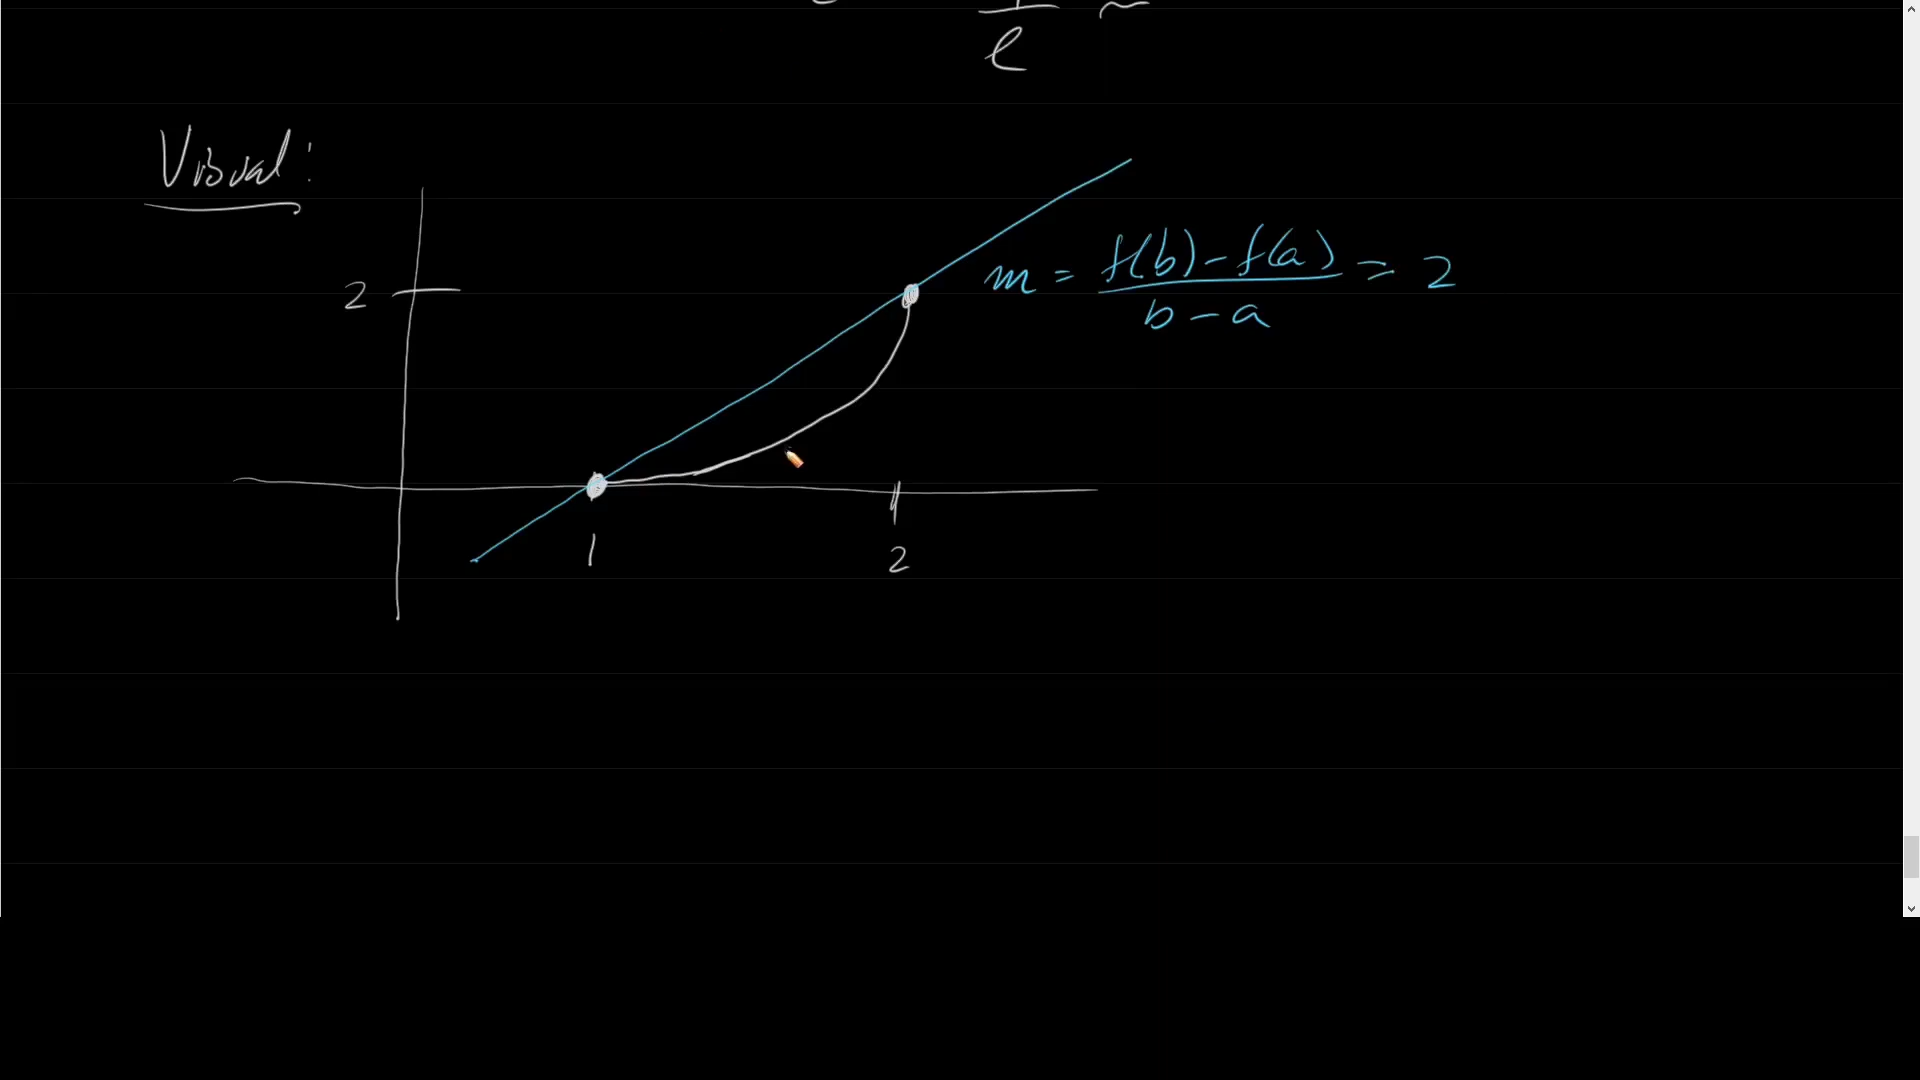 e
Visual:
m = f(b) - f(a) / b - a = 2
2
1
2